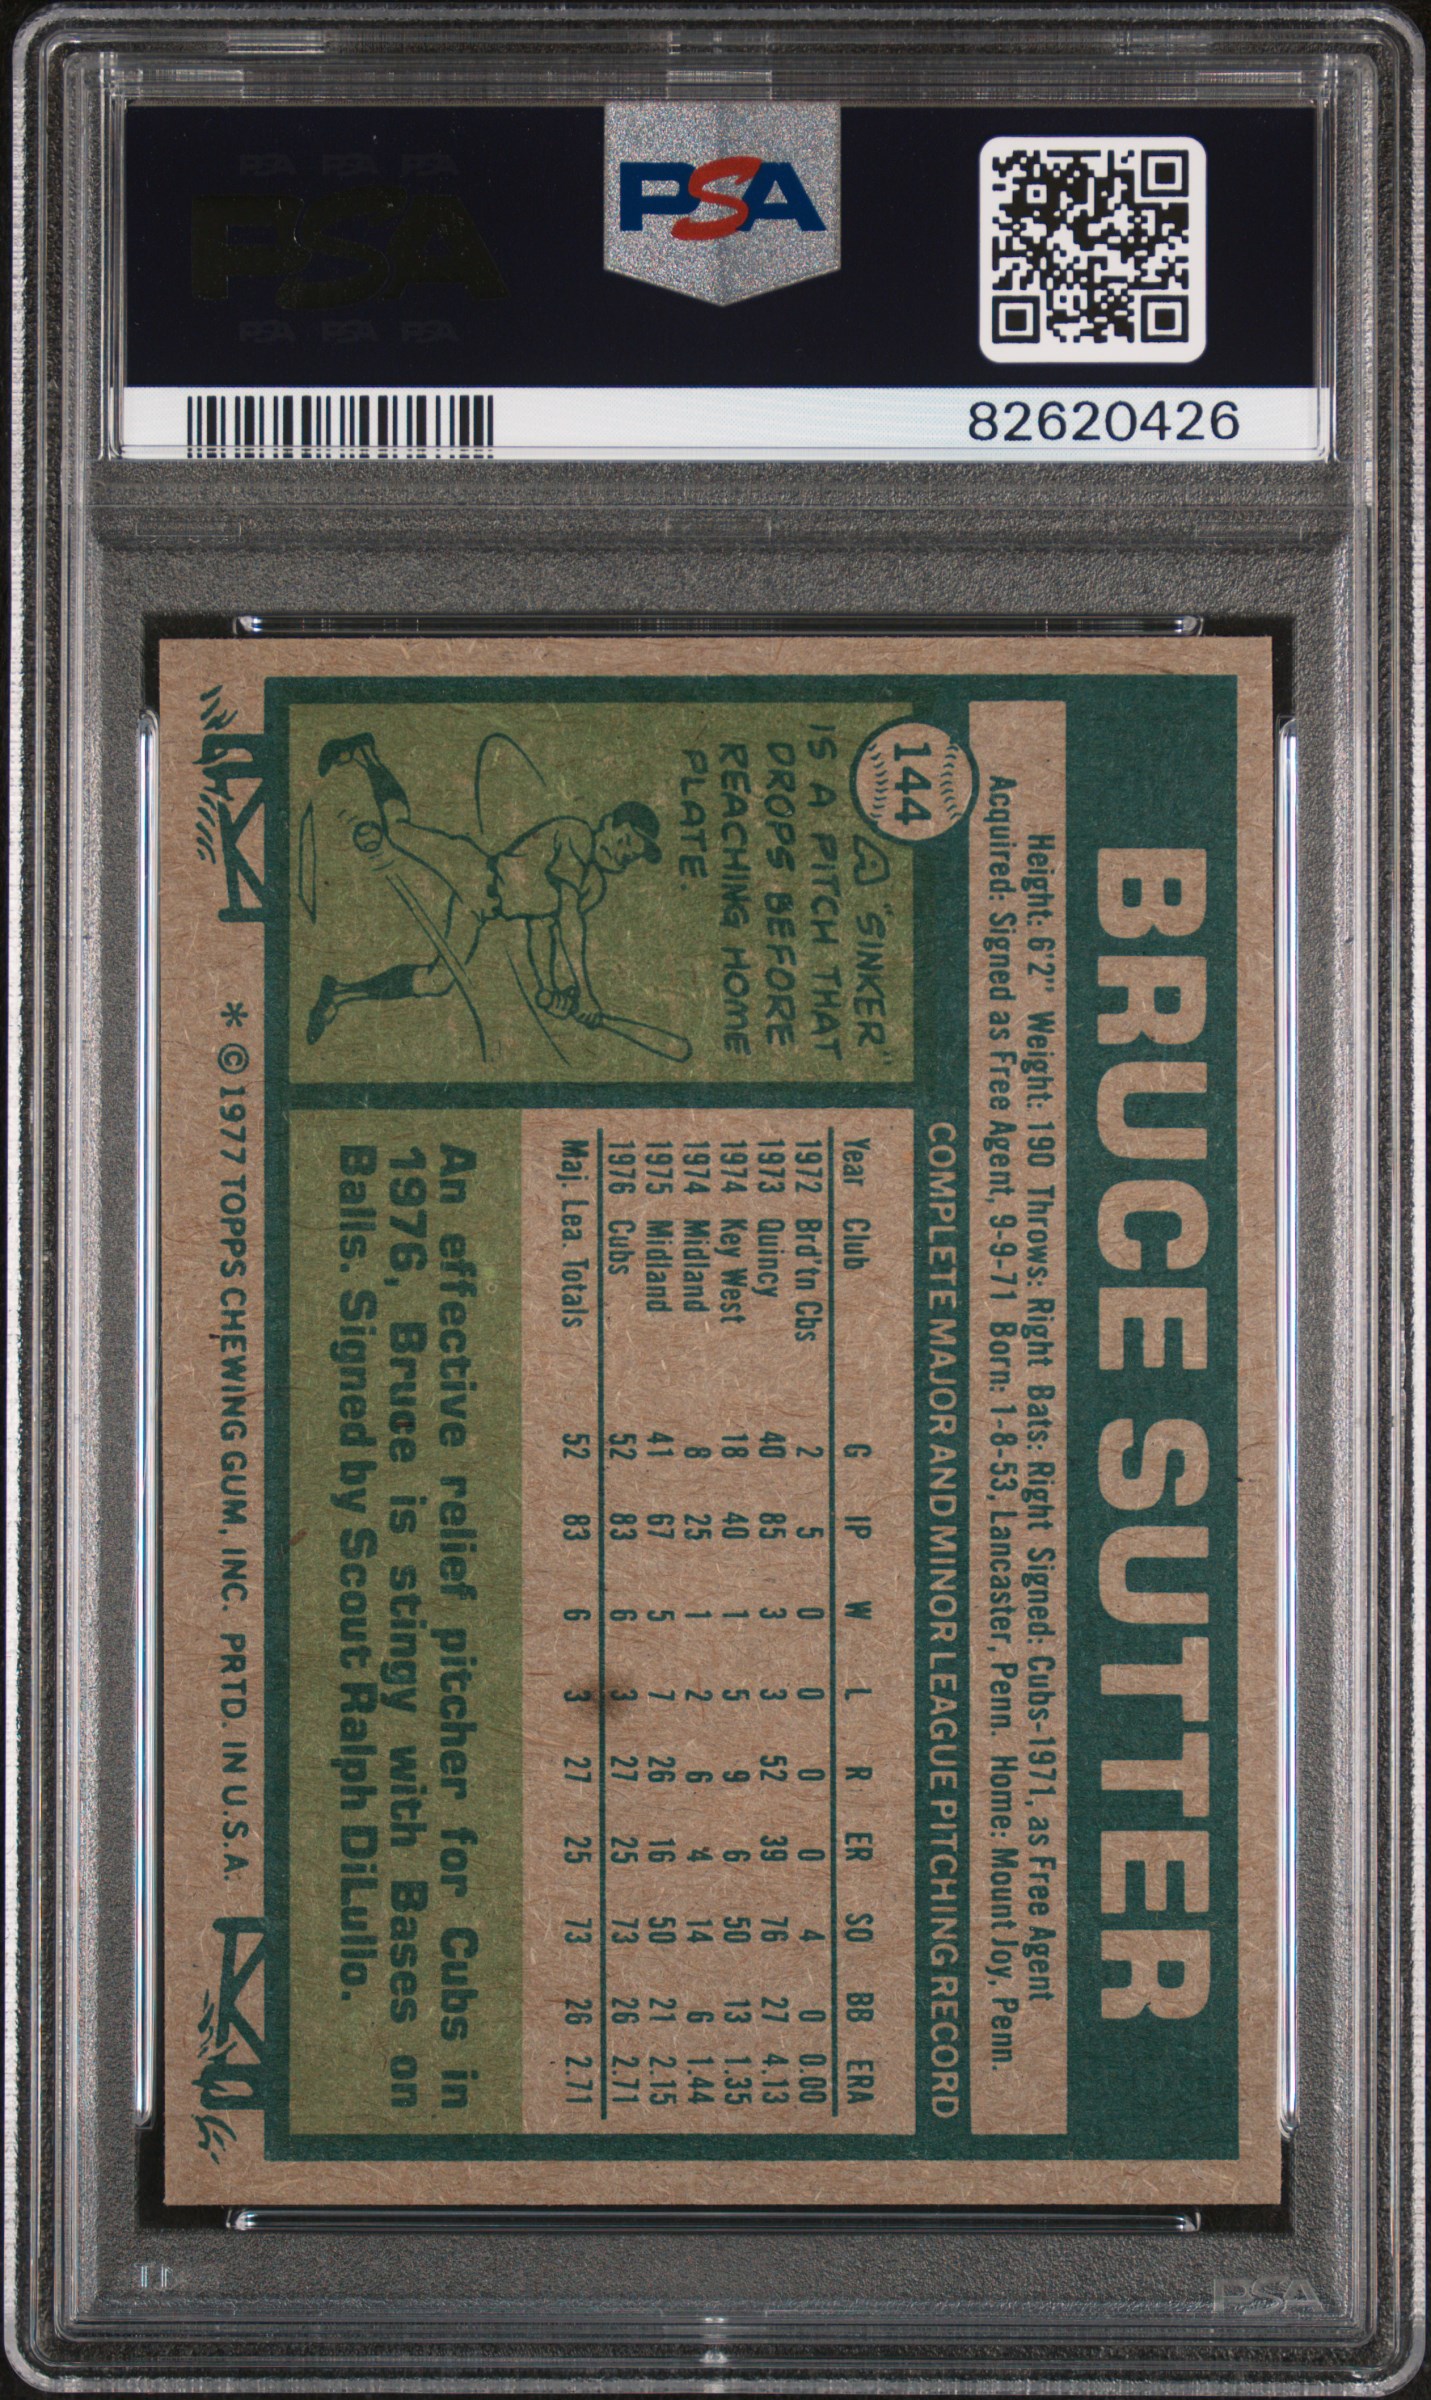 PSA
PSA PSA PSA
PSA
PSA PSA PSA
82620426
BRUCE SUTTER
Height: 6'2" Weight: 190 Throws: Right Bats: Right Signed: Cubs-1971, as Free Agent
Acquired: Signed as Free Agent, 9-9-71 Born: 1-8-53, Lancaster, Penn. Home: Mount Joy, Penn.
144
COMPLETE MAJOR AND MINOR LEAGUE PITCHING RECORD
A "SINKER"
IS A PITCH THAT
DROPS BEFORE
REACHING HOME
PLATE.
Year Club G IP W L R ER SO BB ERA
1972 Brd'tn Cbs 2 5 0 0 0 0 4 0 0.00
1973 Quincy 40 85 3 3 52 39 76 27 4.13
1974 Key West 18 40 1 5 9 6 50 13 1.35
1974 Midland 8 25 1 2 6 4 14 6 1.44
1975 Midland 41 67 5 7 26 16 50 21 2.15
1976 Cubs 52 83 6 3 27 25 73 26 2.71
Maj. Lea. Totals 52 83 6 3 27 25 73 26 2.71
An effective relief pitcher for Cubs in
1976, Bruce is stingy with Bases on
Balls. Signed by Scout Ralph DiLullo.
* ©1977 TOPPS CHEWING GUM, INC. PRTD. IN U.S.A.
PSA